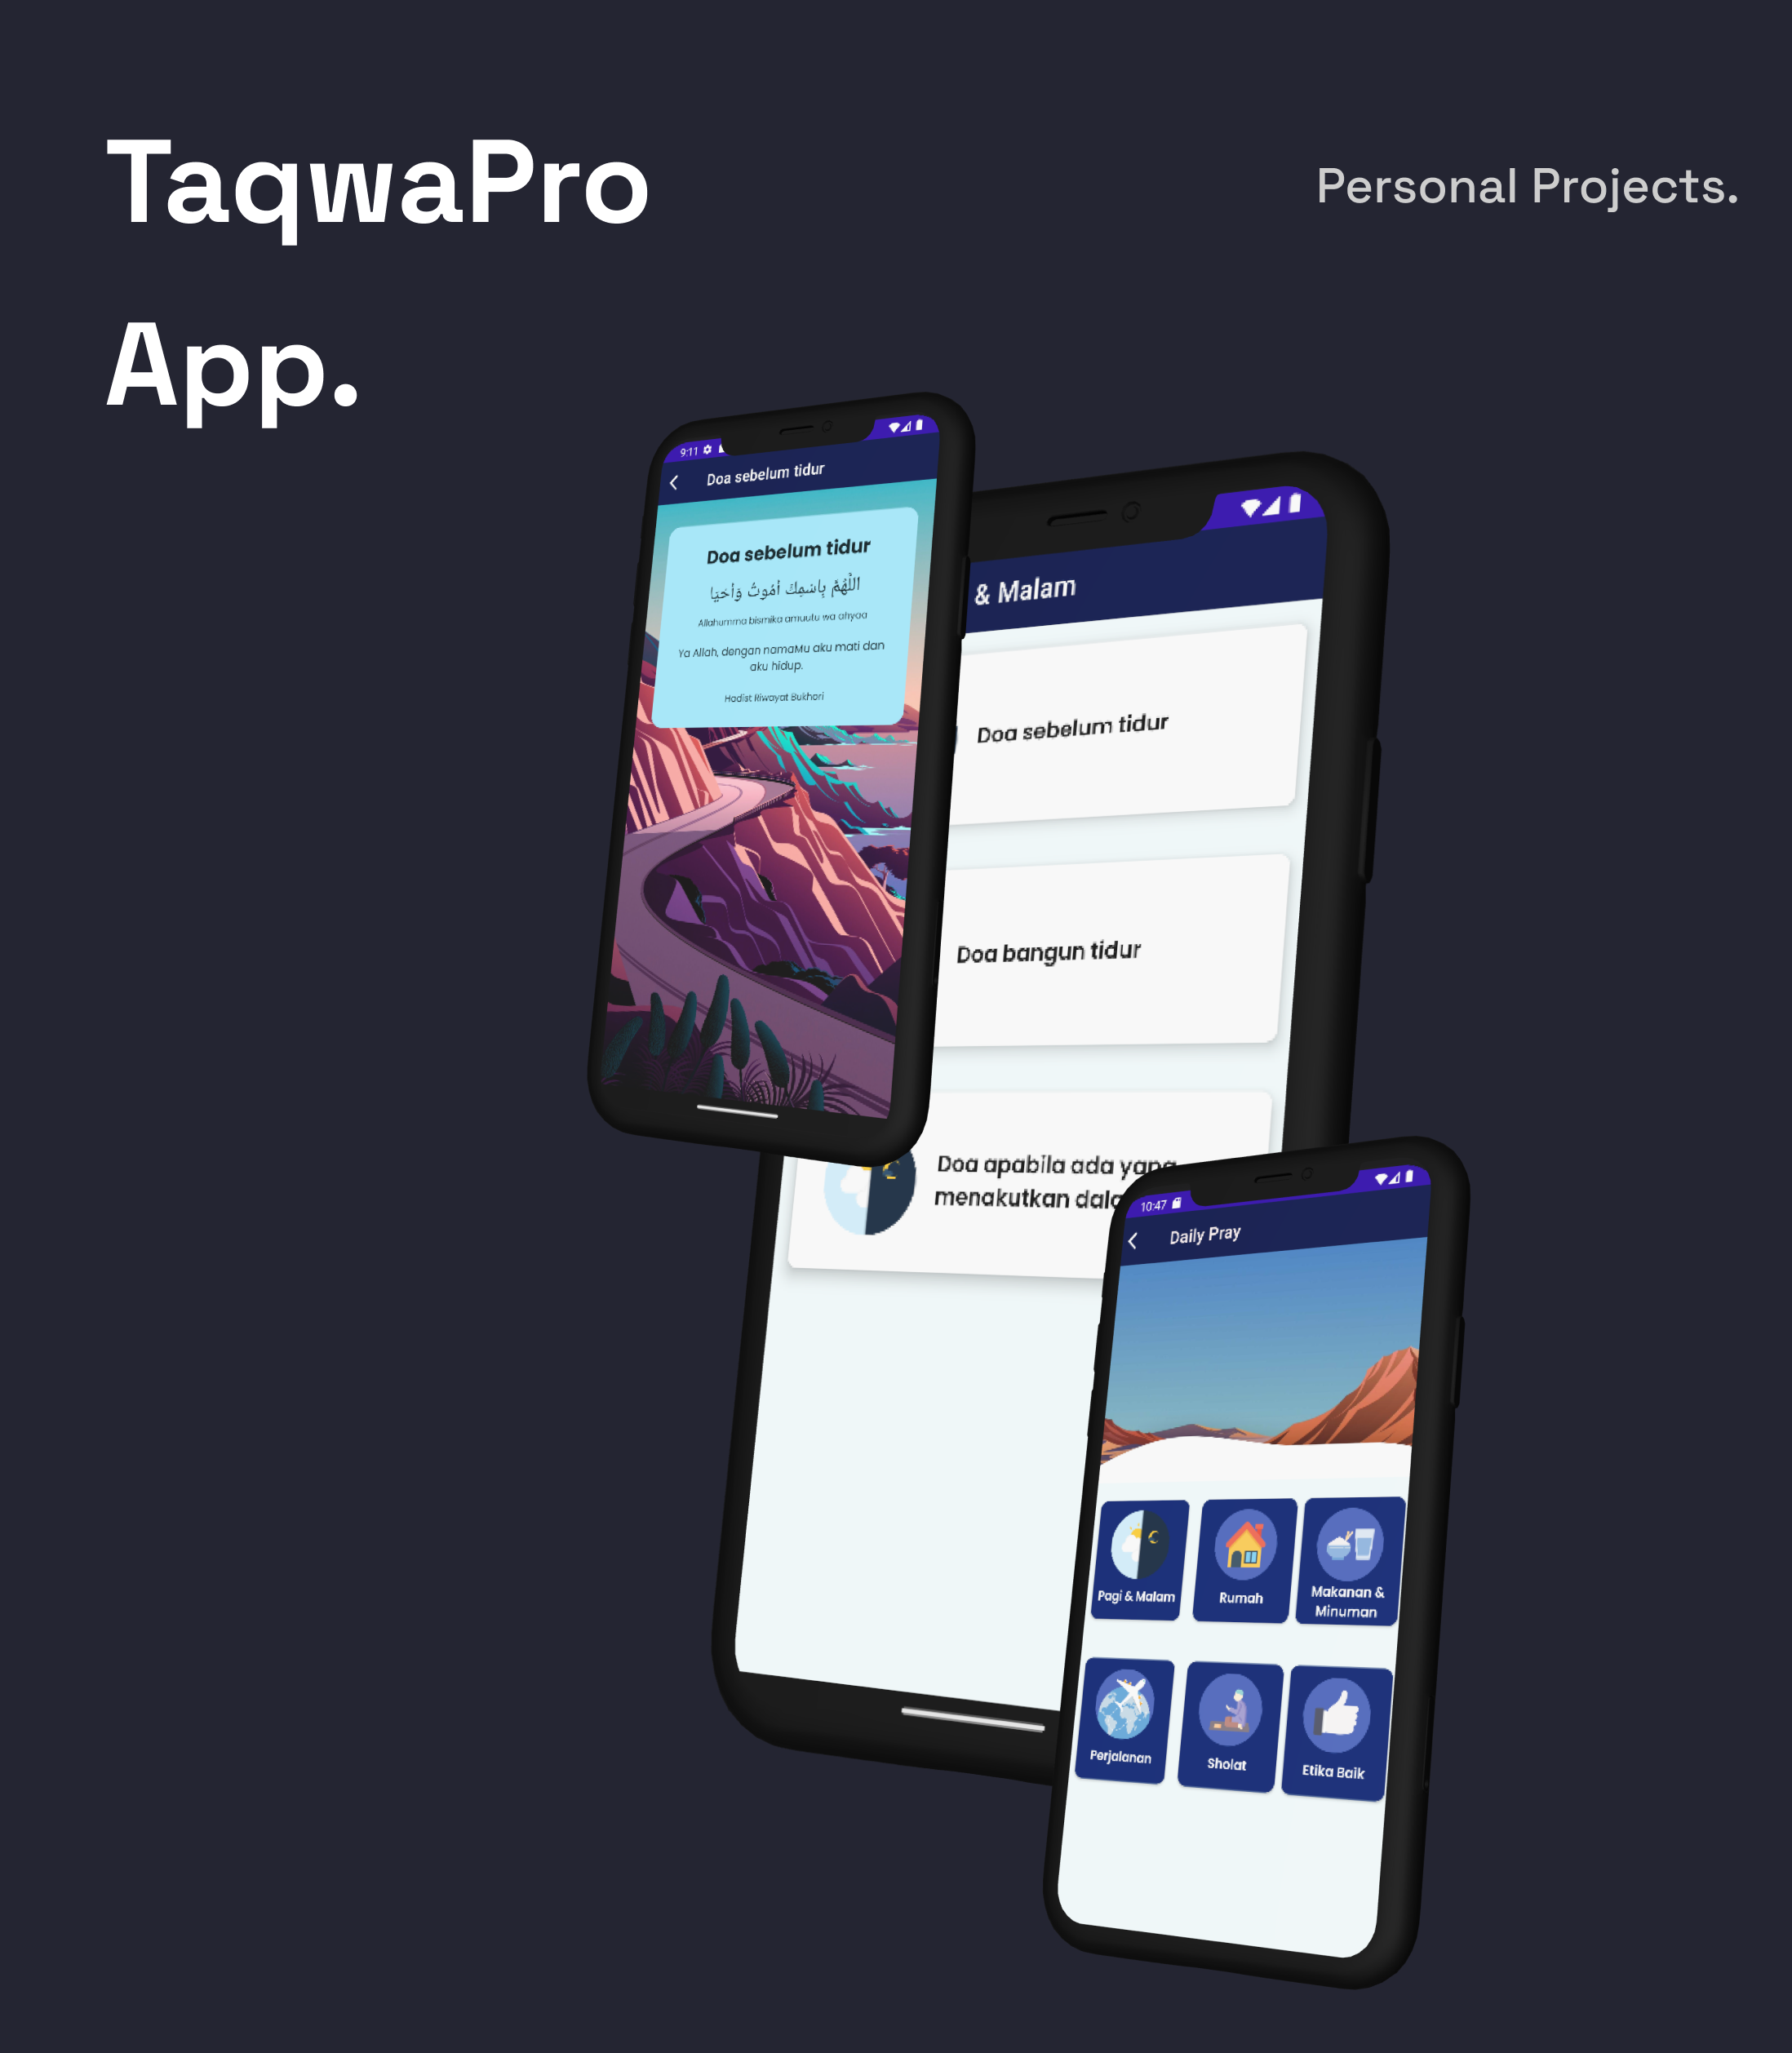 TaqwaPro
App.
Personal Projects.
9:11
Doa sebelum tidur
Doa sebelum tidur
اللَّهُمَّ بِاسْمِكَ أَمُوتُ وَأَحْيَا
Allahumma bismika amuutu wa ahyaa
Ya Allah, dengan namaMu aku mati dan
aku hidup.
Hadist Riwayat Bukhori
& Malam
Doa sebelum tidur
Doa bangun tidur
Doa apabila ada yang
menakutkan
10:47
Daily Pray
Pagi & Malam
Rumah
Makanan &
Minuman
Perjalanan
Sholat
Etika Baik